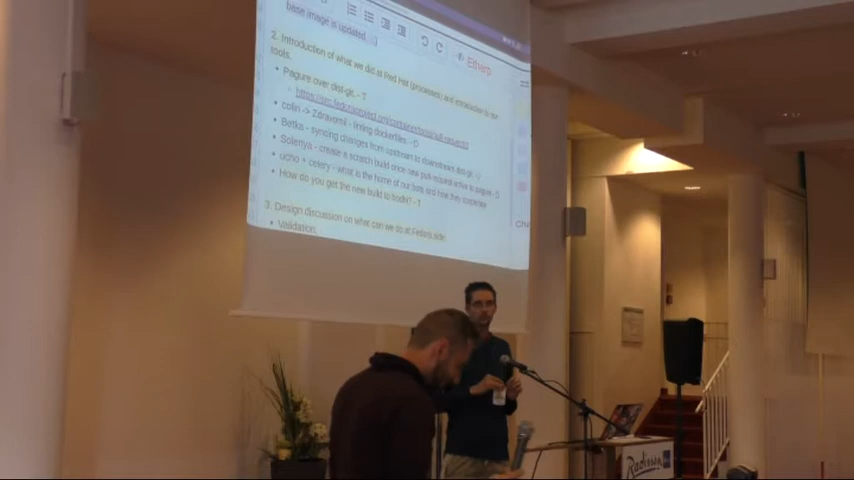 base image is updated. :)
Etherp
2. Introduction of what we did at Red Hat (processes) and introduction to our
tools.
Pagure over dist-git. - T
colin -> Zdravomil - linting dockerfiles. - D
Betka - syncing changes from upstream to downstream dist-git. - J
- create a scratch build once new pull-request arrive to pagure. - S
ucho + celery - what is the home of our bots and how they
How do you get the new build to bodhi? - T
3. Design discussion on what can we do at Fedora side:
Validation.
Radisson